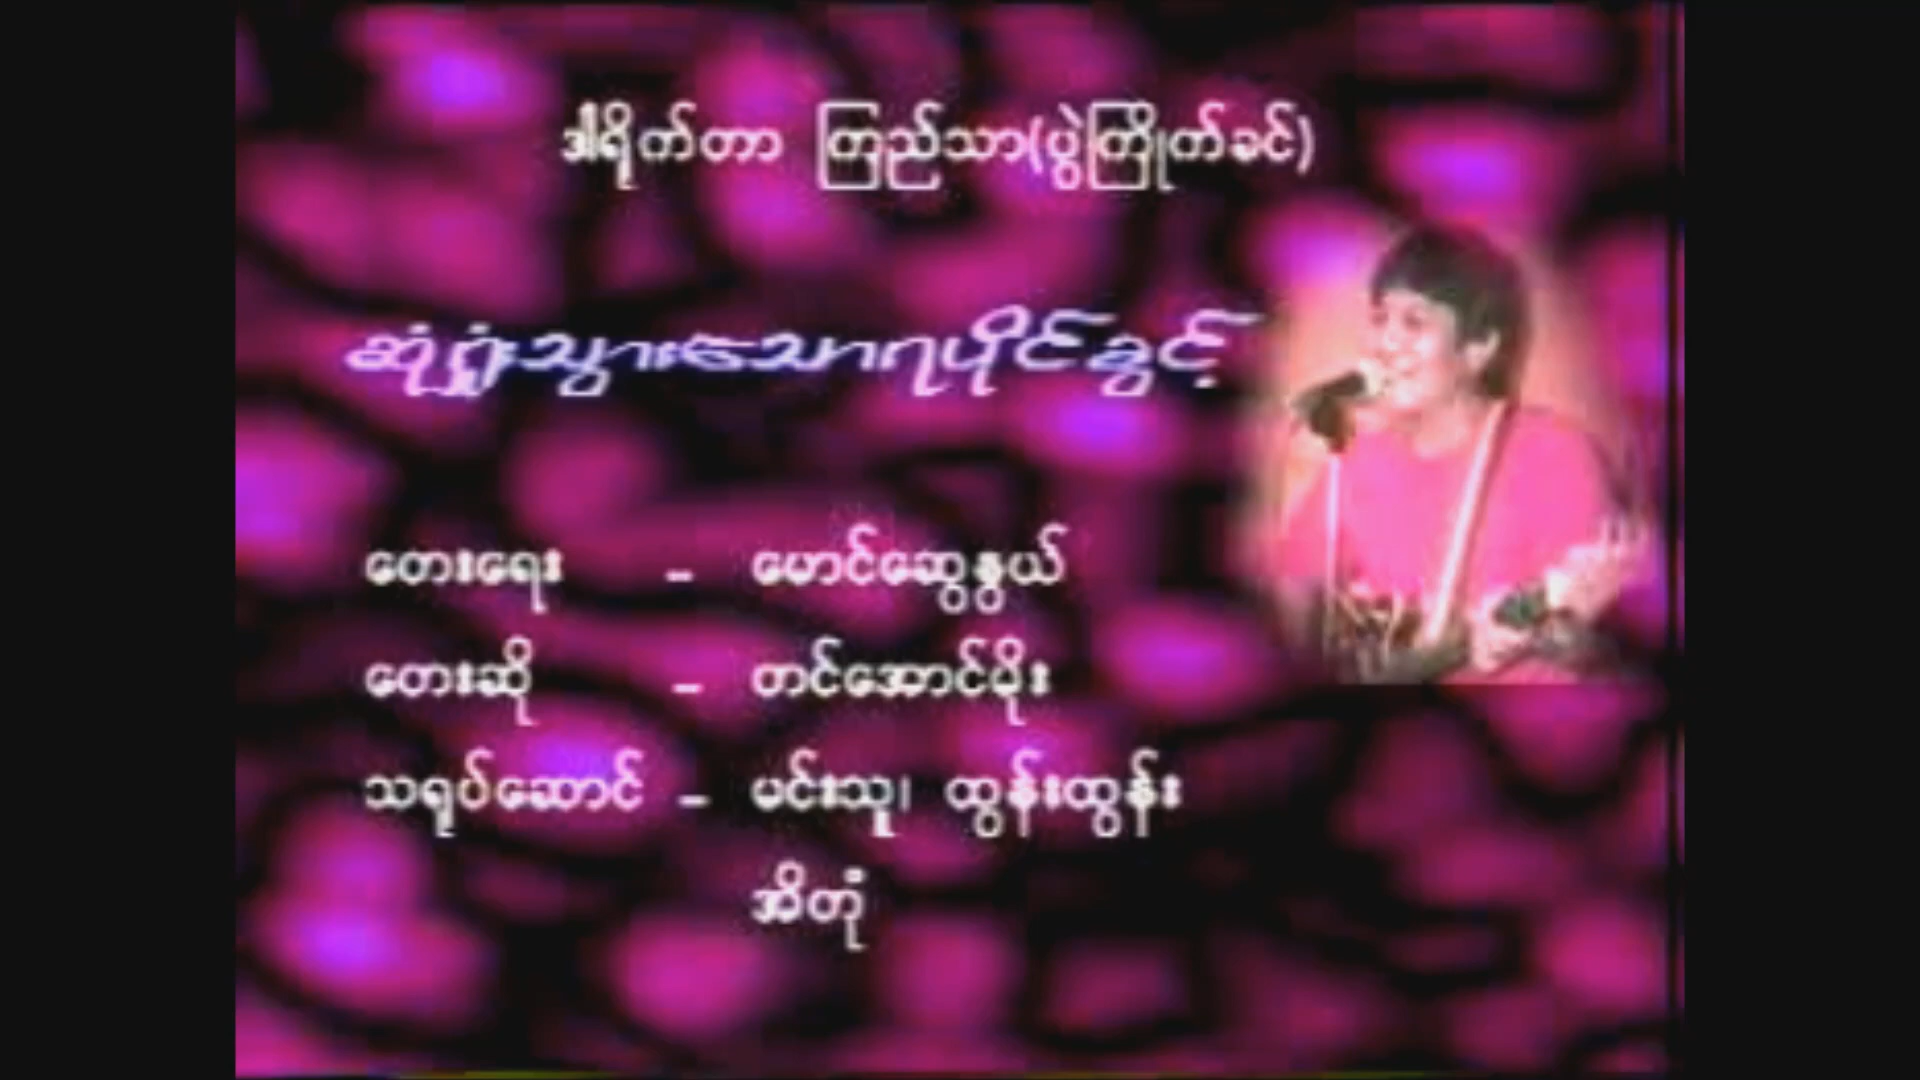 ဒါရိုက်တာ ကြည်သာ(ပွဲကြိုက်ခင်)
ဆုံးရှုံးသွားသောရပိုင်ခွင့်
တေးရေး - မောင်ဆွေနွယ်
တေးဆို - တင်အောင်မိုး
သရုပ်ဆောင် - မင်းသူ၊ ထွန်းထွန်း
အိတုံ